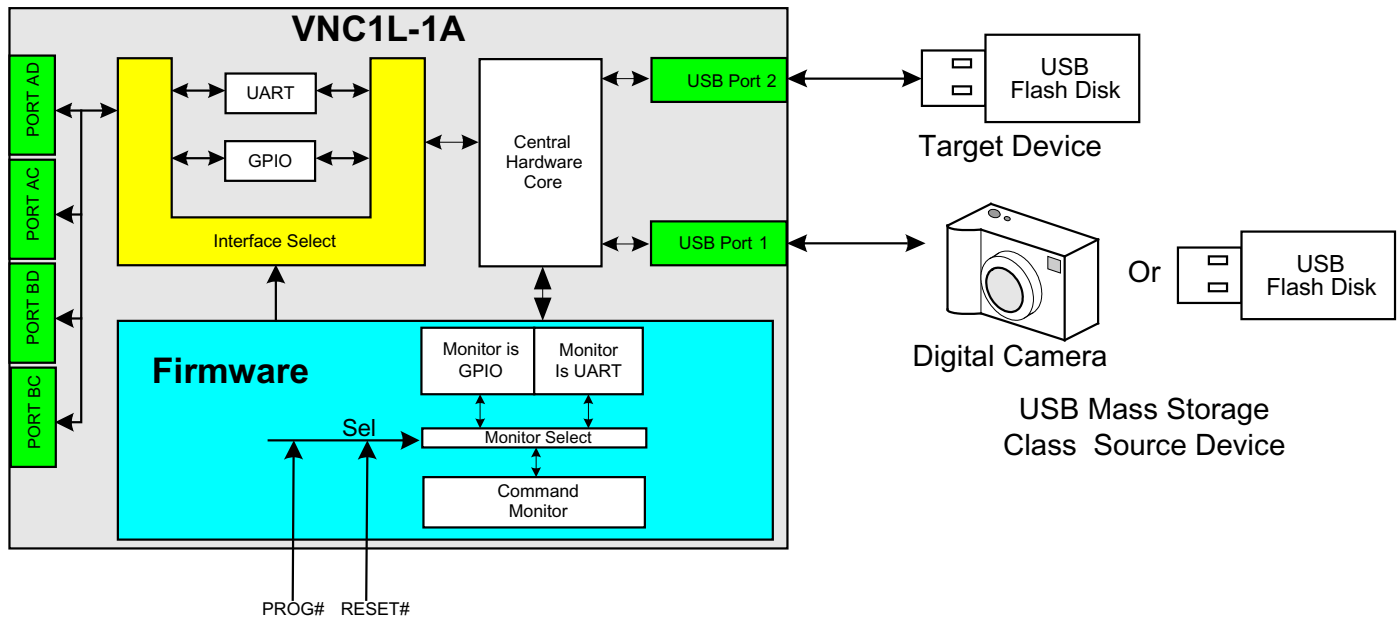 VNC1L-1A
PORT AD
PORT AC
PORT BD
PORT BC
UART
GPIO
Interface Select
Central
Hardware
Core
USB Port 2
USB Port 1
USB
Flash Disk
Target Device
Digital Camera
Or
USB
Flash Disk
USB Mass Storage
Class Source Device
Firmware
Monitor is
GPIO
Monitor
Is UART
Sel
Monitor Select
Command
Monitor
PROG#
RESET#